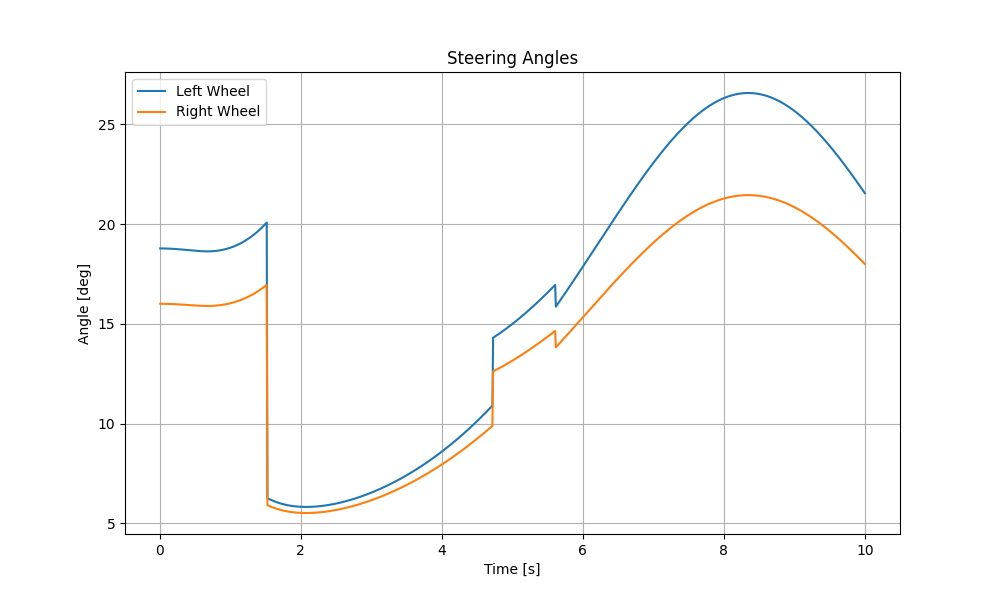 Steering Angles
Left Wheel
Right Wheel
25
20
15
10
5
Angle [deg]
0 2 4 6 8 10
Time [s]